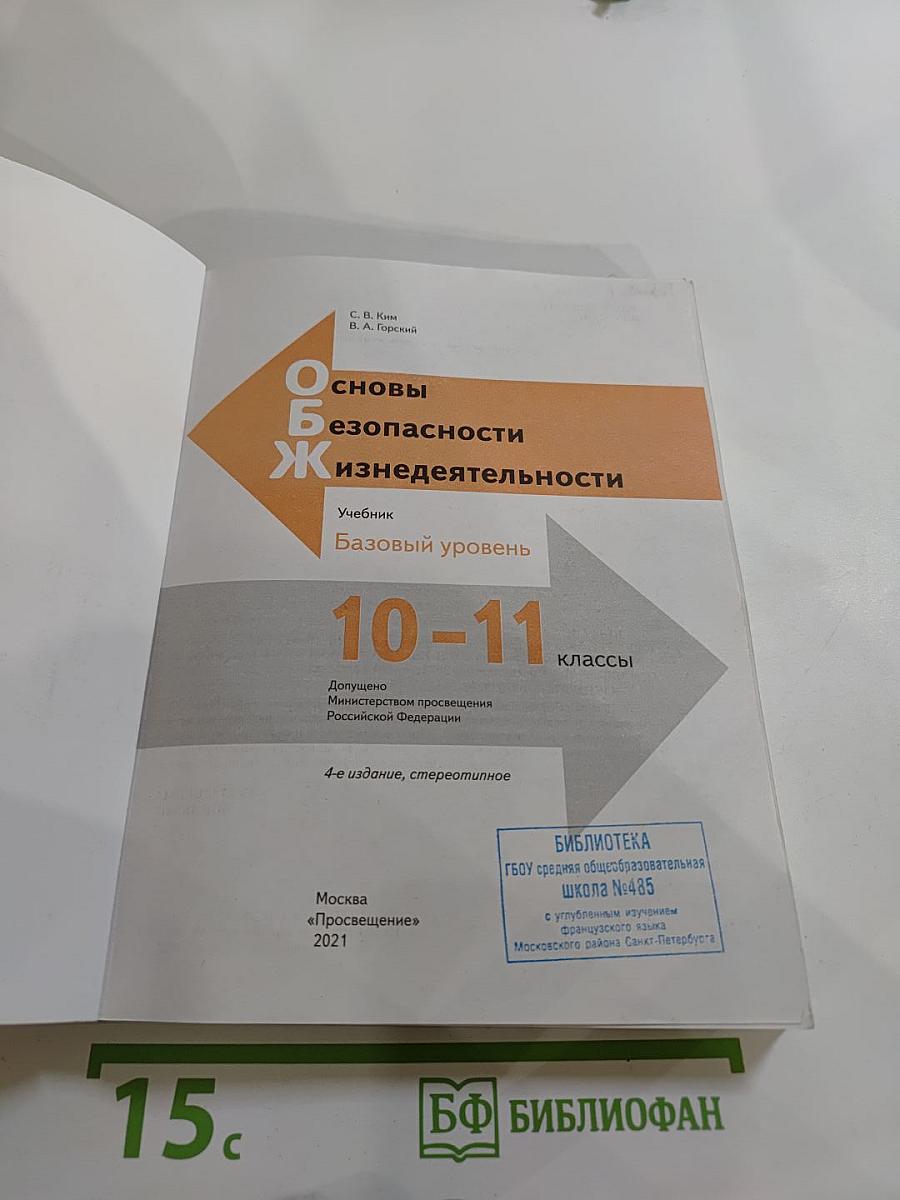 С. В. Ким
В. А. Горский
Основы
Безопасности
Жизнедеятельности
Учебник
Базовый уровень
10–11 классы
Допущено
Министерством просвещения
Российской Федерации
4-е издание, стереотипное
БИБЛИОТЕКА
ГБОУ средняя общеобразовательная
школа №485
с углубленным изучением
французского языка
Московского района Санкт-Петербурга
Москва
«Просвещение»
2021
15 с
БФ БИБЛИОФАН